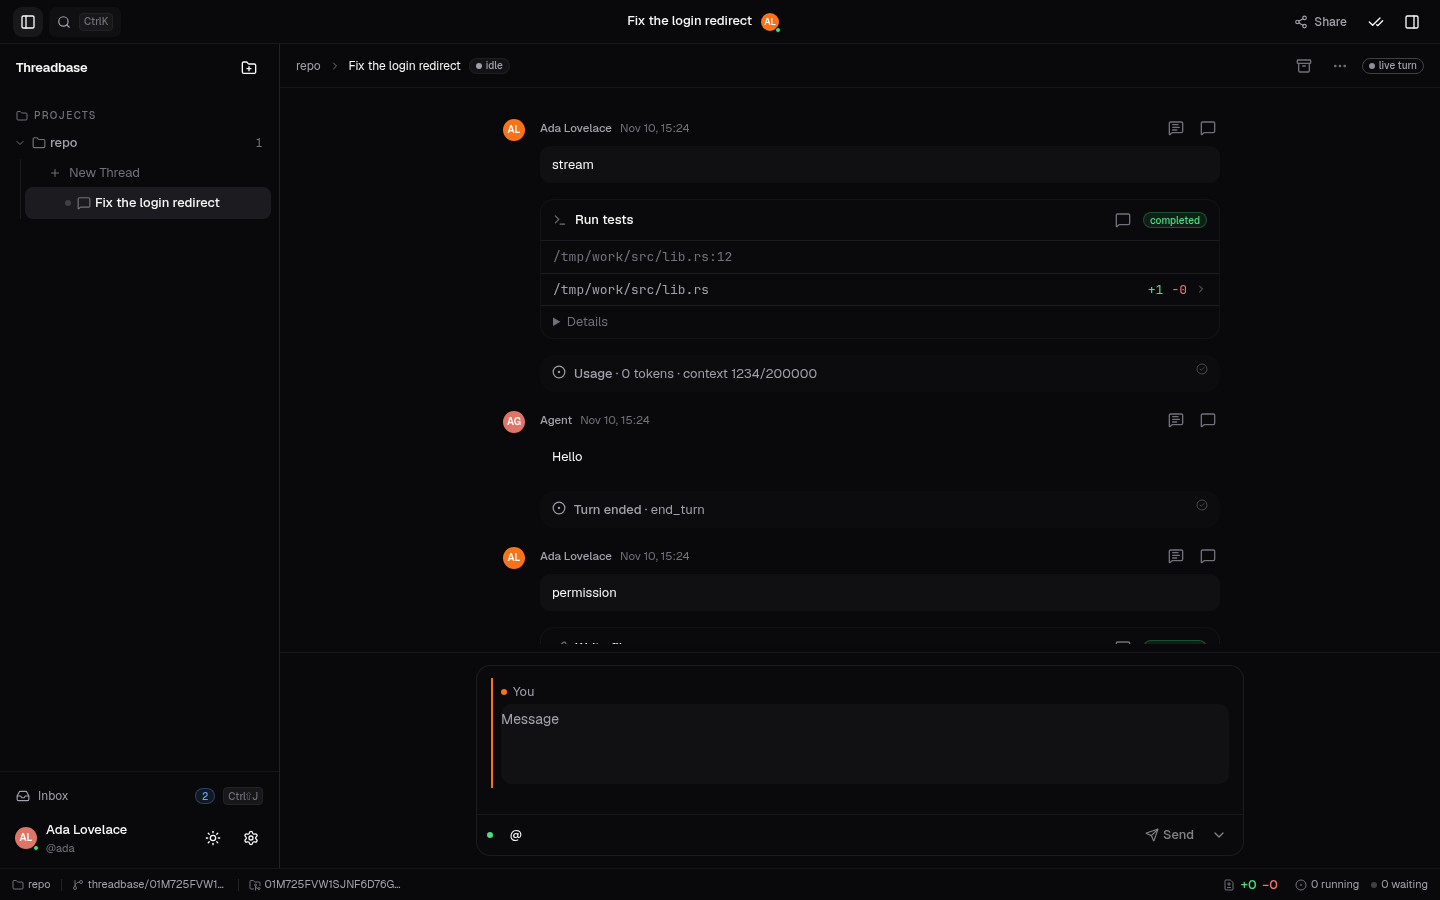 CtrlK
Fix the login redirect
AL
Share
Threadbase
repo
Fix the login redirect
idle
live turn
PROJECTS
repo
1
New Thread
Fix the login redirect
AL
Ada Lovelace
Nov 10, 15:24
stream
Run tests
completed
/tmp/work/src/lib.rs:12
/tmp/work/src/lib.rs
+1 -0
Details
Usage · 0 tokens · context 1234/200000
AG
Agent
Nov 10, 15:24
Hello
Turn ended · end_turn
AL
Ada Lovelace
Nov 10, 15:24
permission
You
Message
@
Send
Inbox
2
Ctrl⇧J
AL
Ada Lovelace
@ada
repo
threadbase/01M725FVW1...
01M725FVW1SJNF6D76G...
+0 −0
0 running
0 waiting